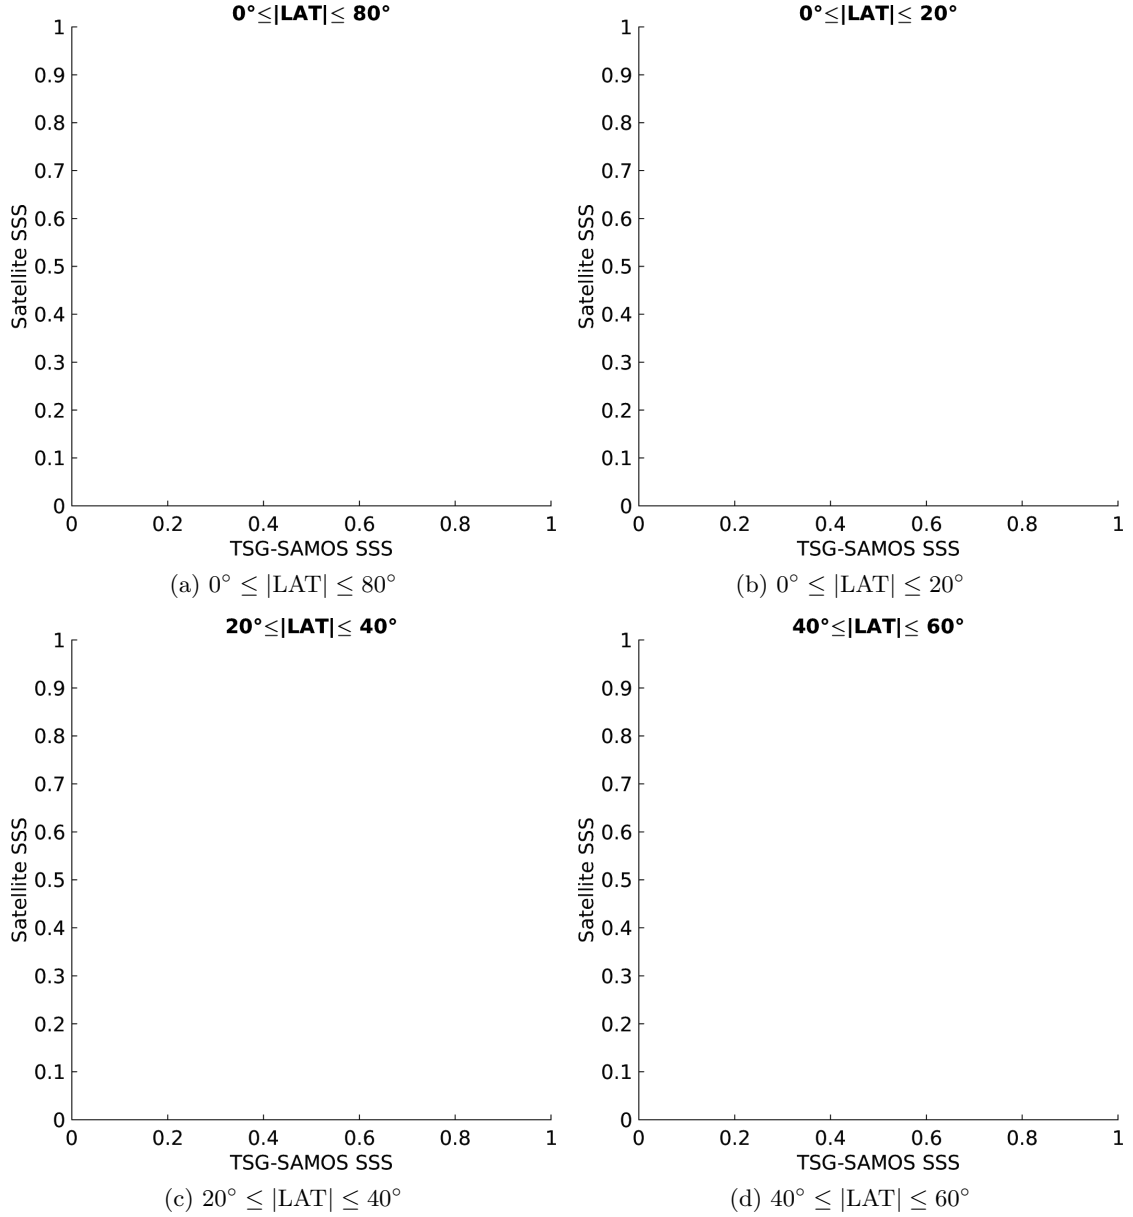 0°≤|LAT|≤ 80°
1
0.9
0.8
0.7
0.6
0.5
0.4
0.3
0.2
0.1
0
Satellite SSS
0 0.2 0.4 0.6 0.8 1
TSG-SAMOS SSS
(a) 0° ≤ |LAT| ≤ 80°
0°≤|LAT|≤ 20°
1
0.9
0.8
0.7
0.6
0.5
0.4
0.3
0.2
0.1
0
Satellite SSS
0 0.2 0.4 0.6 0.8 1
TSG-SAMOS SSS
(b) 0° ≤ |LAT| ≤ 20°
20°≤|LAT|≤ 40°
1
0.9
0.8
0.7
0.6
0.5
0.4
0.3
0.2
0.1
0
Satellite SSS
0 0.2 0.4 0.6 0.8 1
TSG-SAMOS SSS
(c) 20° ≤ |LAT| ≤ 40°
40°≤|LAT|≤ 60°
1
0.9
0.8
0.7
0.6
0.5
0.4
0.3
0.2
0.1
0
Satellite SSS
0 0.2 0.4 0.6 0.8 1
TSG-SAMOS SSS
(d) 40° ≤ |LAT| ≤ 60°